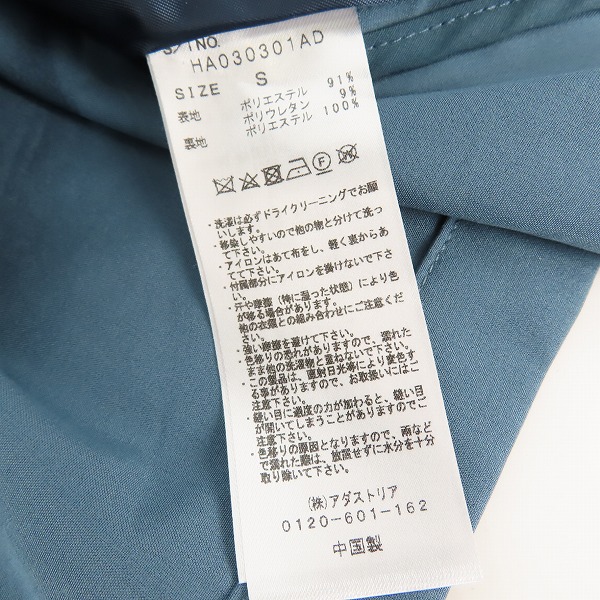 S/T NO.
HA030301AD
SIZE S
表地 ポリエステル 91%
ポリウレタン 9%
裏地 ポリエステル 100%
F W
・洗濯は必ずドライクリーニングでお願
いします。
・移染しやすいので他の物と分けて洗っ
て下さい。
・アイロンはあて布をし、軽く裏からあ
てて下さい。
・付属部分にアイロンを掛けないで下さ
い。
・汗や摩擦(特に湿った状態)により色
が移る場合があります。
他の衣類との組み合わせにご注意くだ
さい。
・強い摩擦を避けて下さい。
・色移りの恐れがありますので、濡れた
まま他の洗濯物と重ねないで下さい。
・この製品は、直射日光等により変色す
る場合がありますので、お取扱いにはご
注意下さい。
・縫い目に過度の力が加わると、縫い目
が開いてしまうことがありますのでご
注意下さい。
・色移りの原因となりますので、雨など
で濡れた際は、放置せずに水分を十分
取り除いて下さい。
(株)アダストリア
0120-601-162
中国製